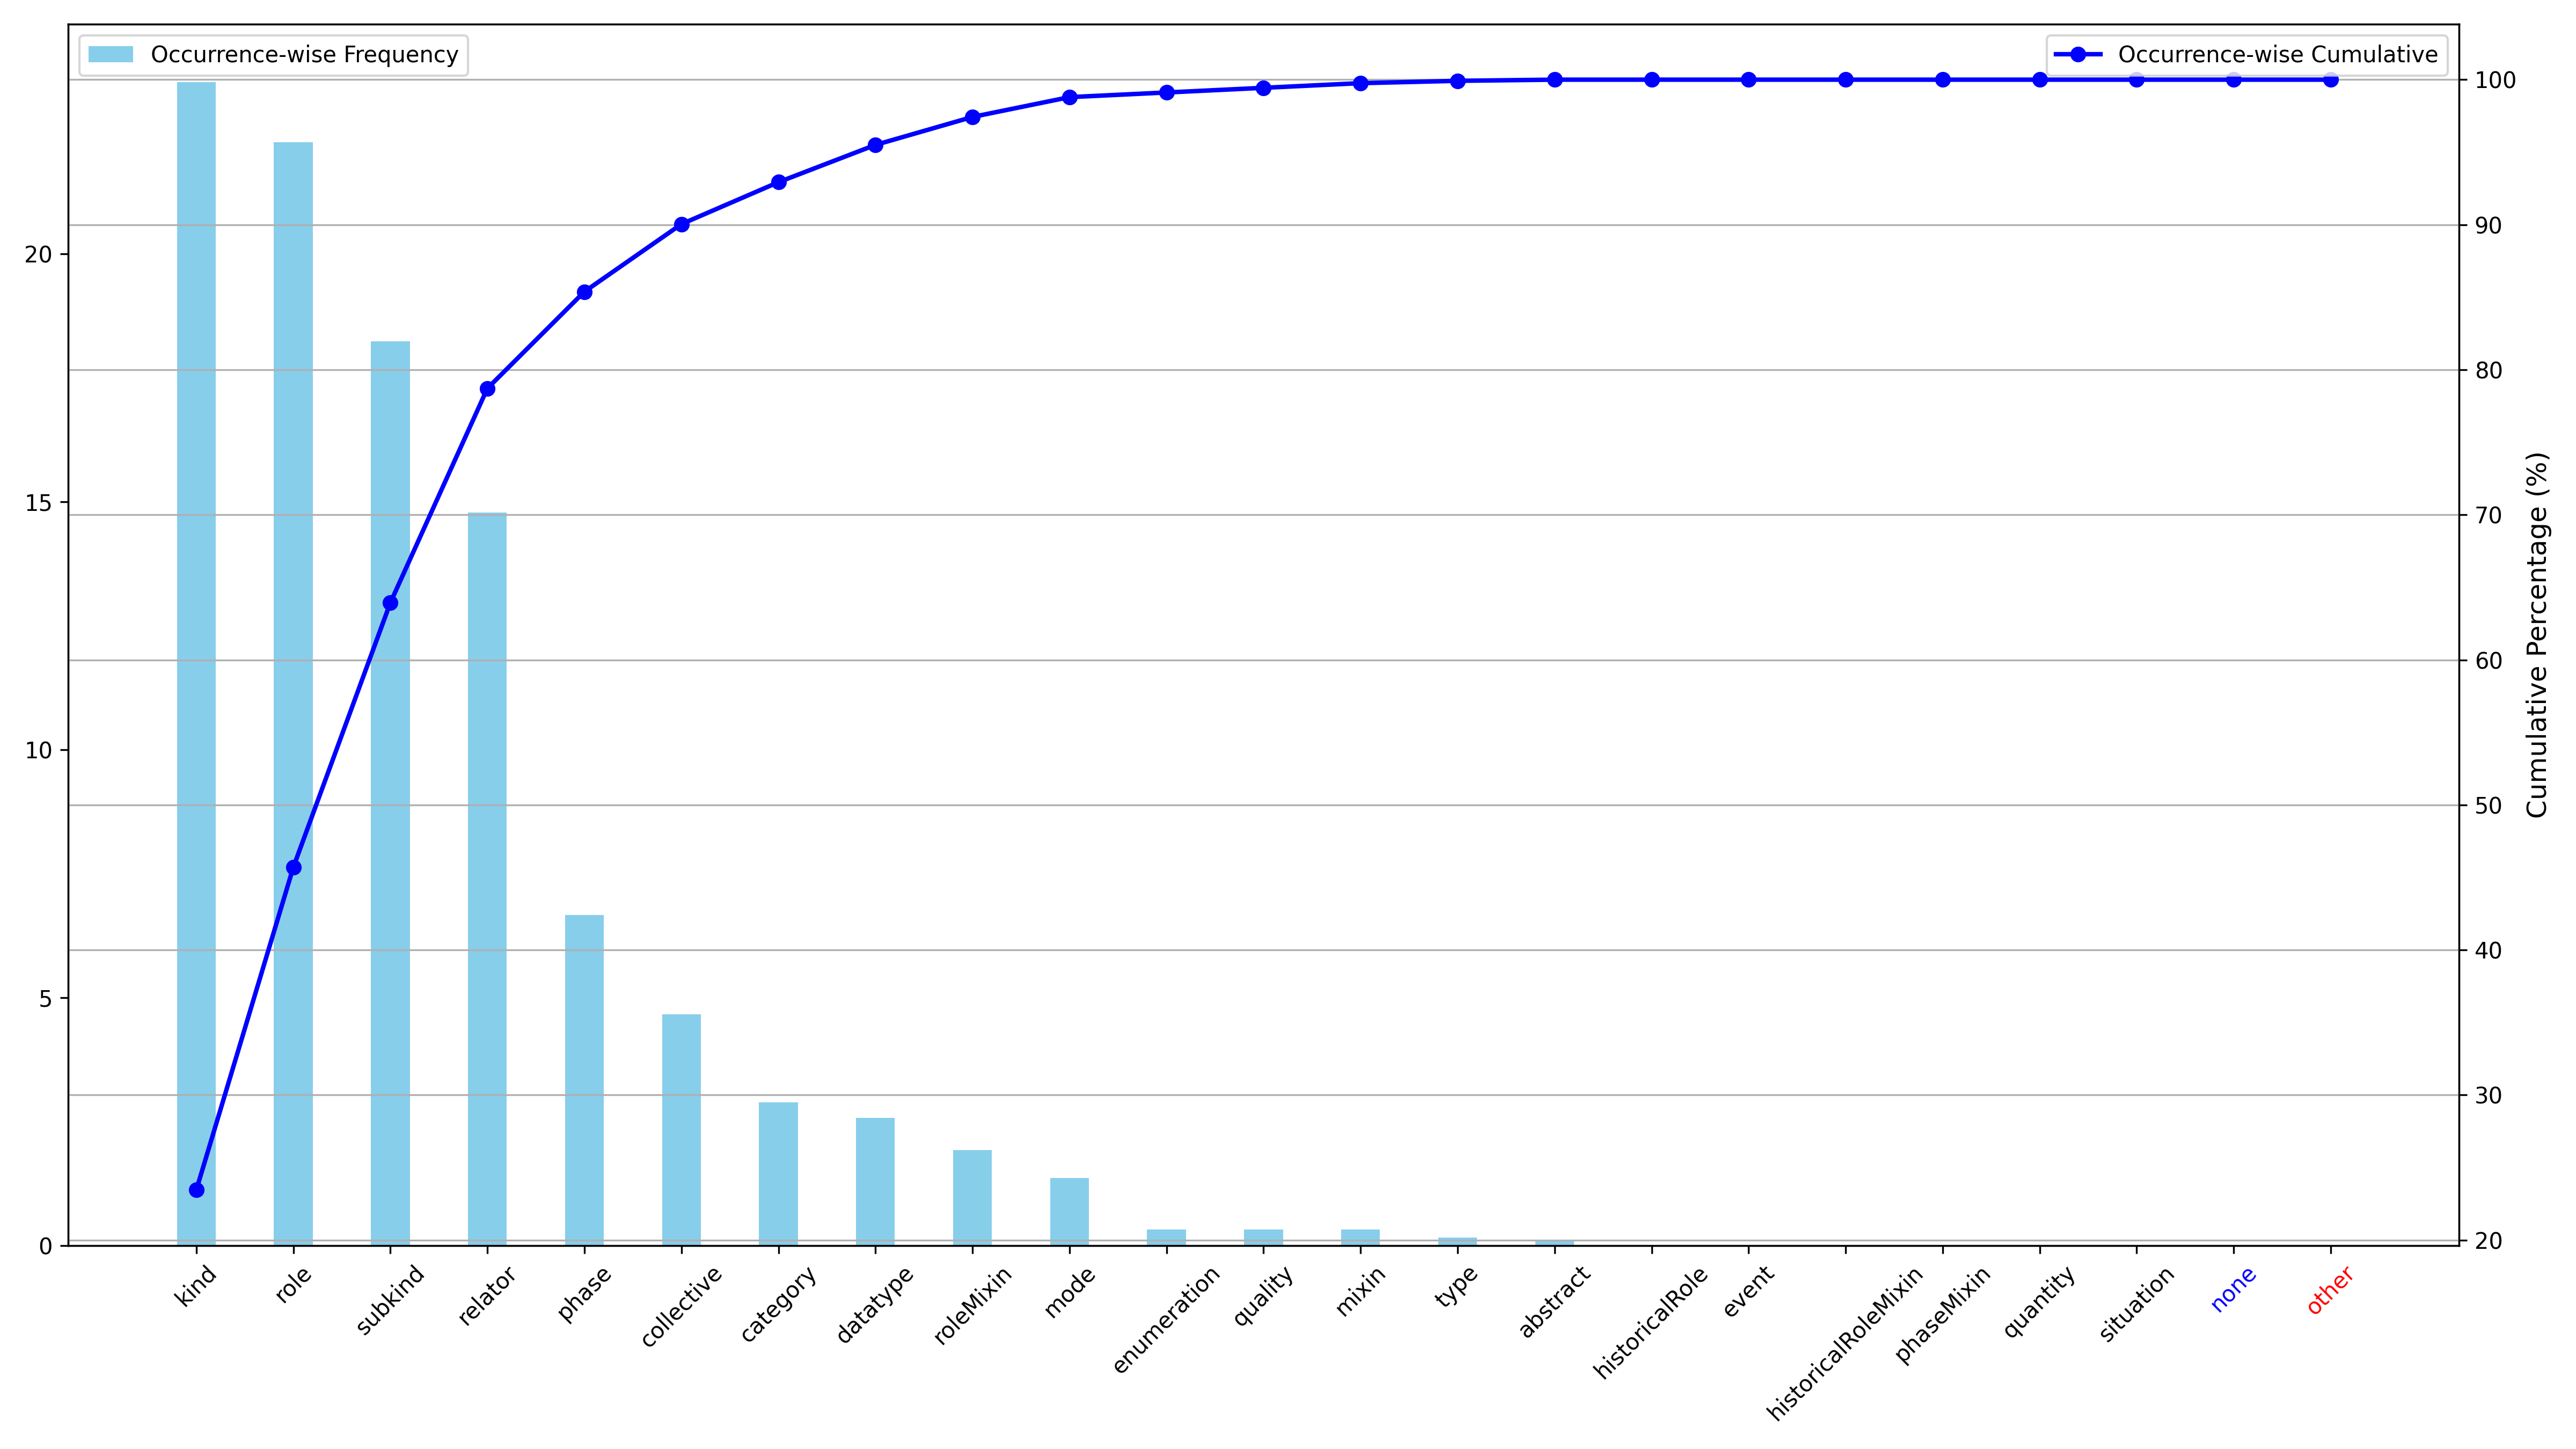 Occurrence-wise Frequency
Occurrence-wise Cumulative
20
15
10
5
0
100
90
80
70
60
50
40
30
20
Cumulative Percentage (%)
kind
role
subkind
relator
phase
collective
category
datatype
roleMixin
mode
enumeration
quality
mixin
type
abstract
historicalRole
event
historicalRoleMixin
phaseMixin
quantity
situation
none
other